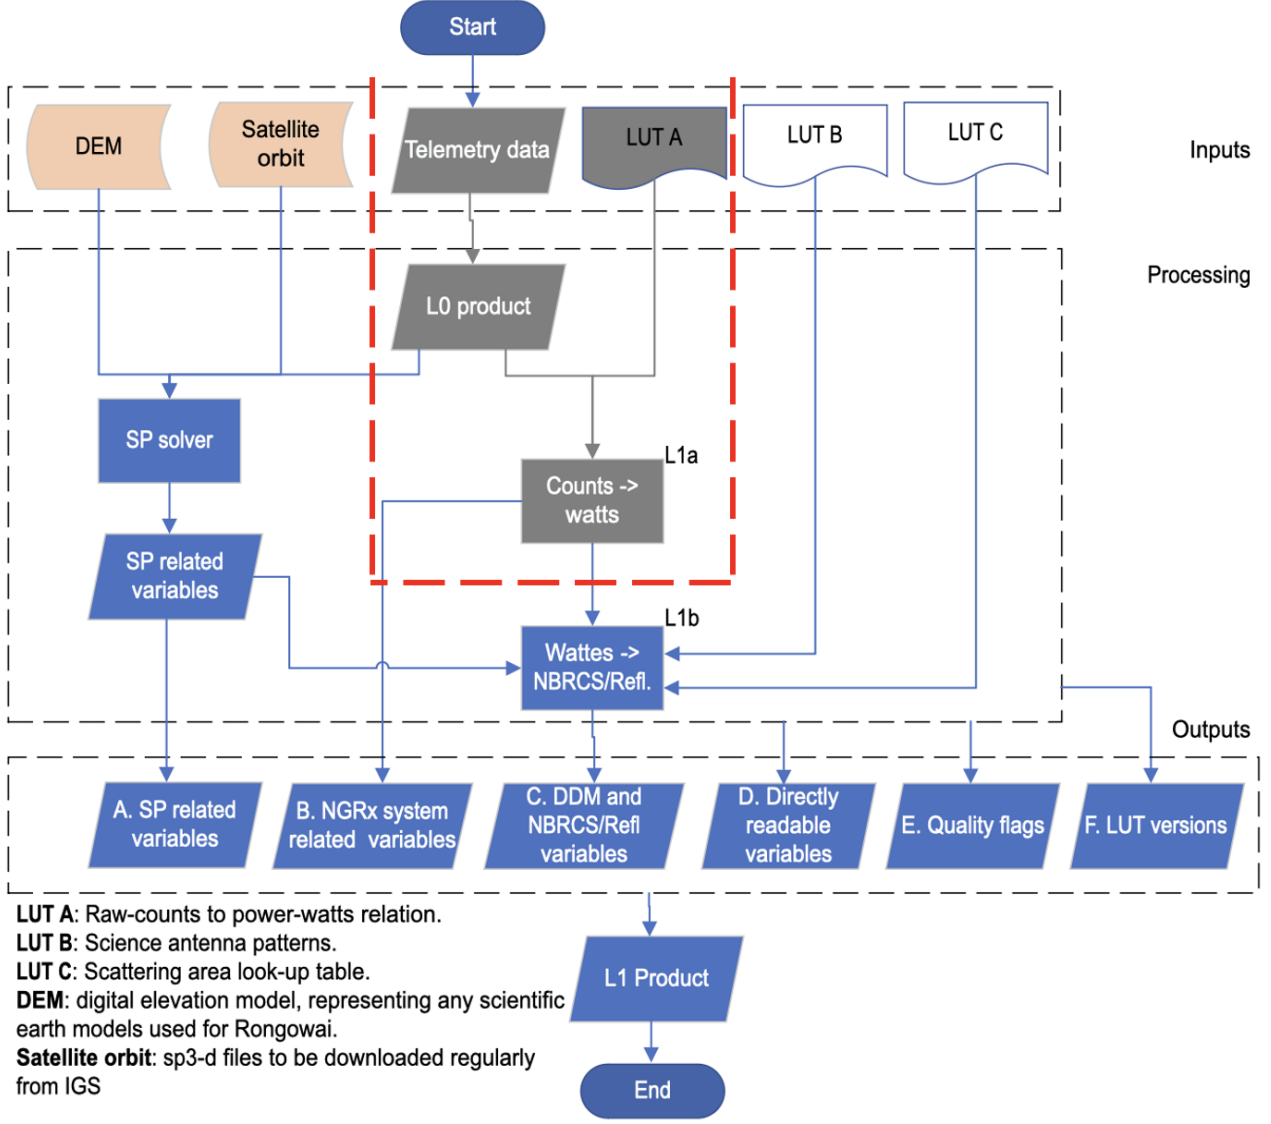 Start
DEM
Satellite
orbit
Telemetry data
LUT A
LUT B
LUT C
Inputs
Processing
L0 product
SP solver
L1a
Counts ->
watts
SP related
variables
L1b
Wattes ->
NBRCS/Refl.
Outputs
A. SP related
variables
B. NGRx system
related variables
C. DDM and
NBRCS/Refl
variables
D. Directly
readable
variables
E. Quality flags
F. LUT versions
LUT A: Raw-counts to power-watts relation.
LUT B: Science antenna patterns.
LUT C: Scattering area look-up table.
DEM: digital elevation model, representing any scientific
earth models used for Rongowai.
Satellite orbit: sp3-d files to be downloaded regularly
from IGS
L1 Product
End